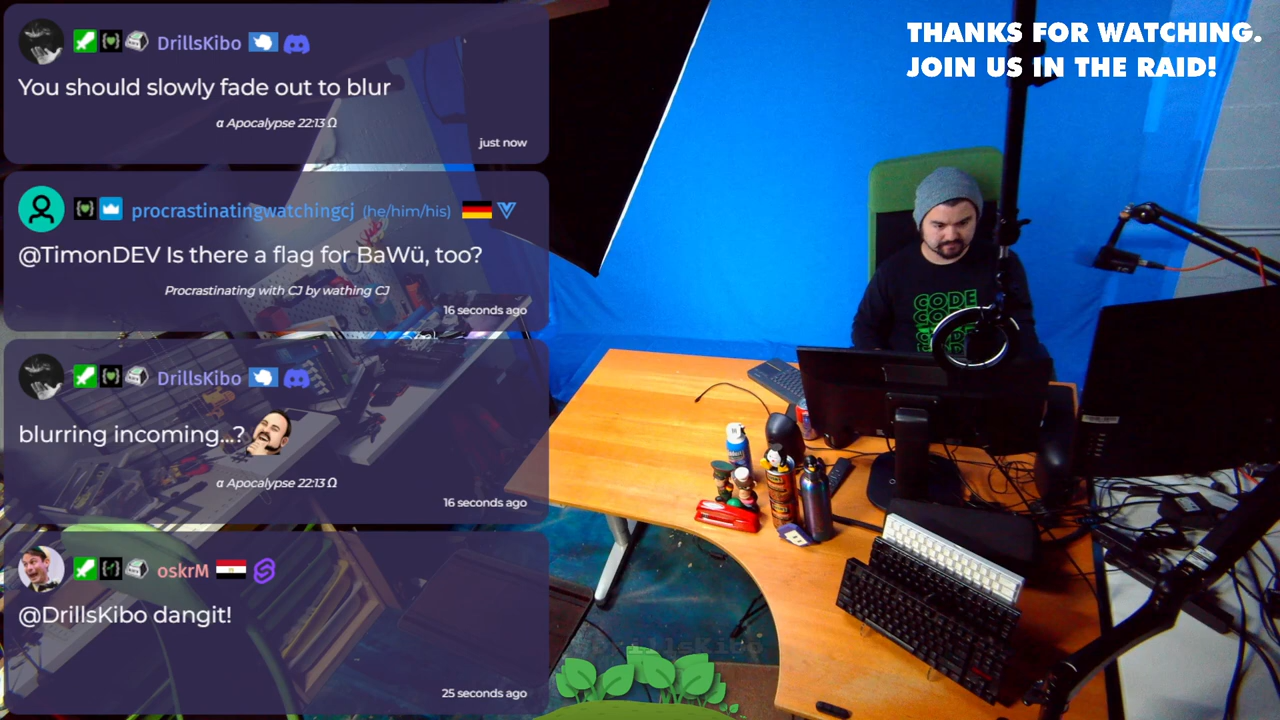 DrillsKibo
You should slowly fade out to blur
α Apocalypse 22:13 Ω
just now
procrastinatingwatchingcj (he/him/his)
@TimonDEV Is there a flag for BaWü, too?
Procrastinating with CJ by wathing CJ
16 seconds ago
DrillsKibo
blurring incoming...?
α Apocalypse 22:13 Ω
16 seconds ago
oskrM
@DrillsKibo dangit!
25 seconds ago
THANKS FOR WATCHING.
JOIN US IN THE RAID!
CODE
DrillsKibo